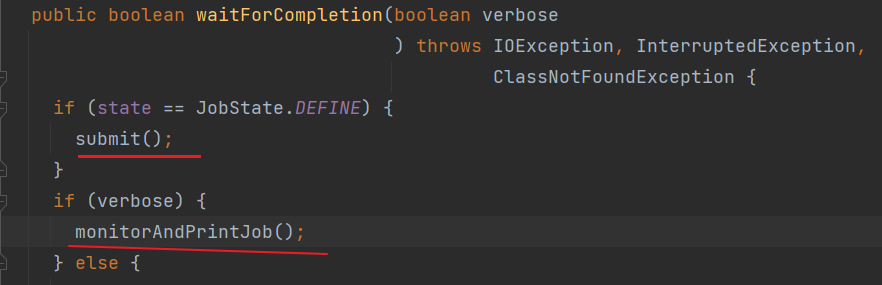 public boolean waitForCompletion(boolean verbose
) throws IOException, InterruptedException,
ClassNotFoundException {
if (state == JobState.DEFINE) {
submit();
}
if (verbose) {
monitorAndPrintJob();
} else {